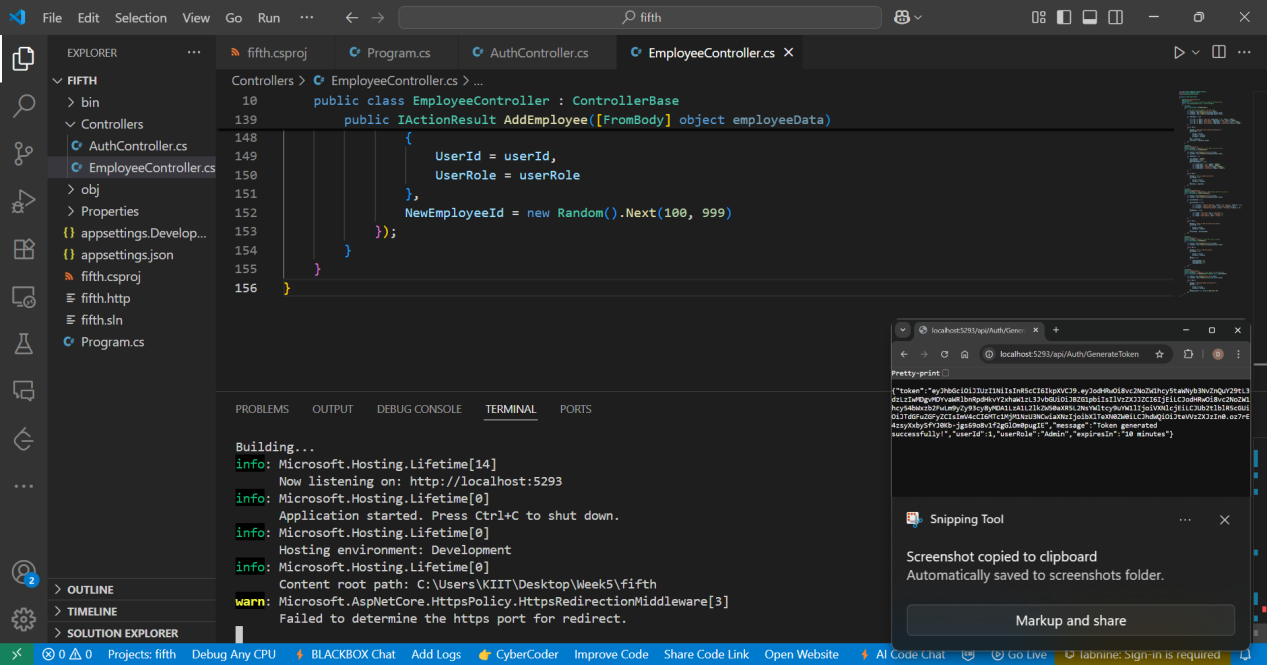 File Edit Selection View Go Run ··· fifth
EXPLORER ···
FIFTH
bin
Controllers
AuthController.cs
EmployeeController.cs
obj
Properties
{} appsettings.Develop...
{} appsettings.json
fifth.csproj
fifth.http
fifth.sln
Program.cs
OUTLINE
TIMELINE
SOLUTION EXPLORER
2
fifth.csproj Program.cs AuthController.cs EmployeeController.cs
Controllers > EmployeeController.cs > ...
10 public class EmployeeController : ControllerBase
139 public IActionResult AddEmployee([FromBody] object employeeData)
148 {
149 UserId = userId,
150 UserRole = userRole
151 },
152 NewEmployeeId = new Random().Next(100, 999)
153 });
154 }
155 }
156 }
PROBLEMS OUTPUT DEBUG CONSOLE TERMINAL PORTS
Building...
info: Microsoft.Hosting.Lifetime[14]
Now listening on: http://localhost:5293
info: Microsoft.Hosting.Lifetime[0]
Application started. Press Ctrl+C to shut down.
info: Microsoft.Hosting.Lifetime[0]
Hosting environment: Development
info: Microsoft.Hosting.Lifetime[0]
Content root path: C:\Users\KIIT\Desktop\Week5\fifth
warn: Microsoft.AspNetCore.HttpsPolicy.HttpsRedirectionMiddleware[3]
Failed to determine the https port for redirect.
localhost:5293/api/Auth/Gener
localhost:5293/api/Auth/GenerateToken
Pretty-print
{"token":
"message":"Token generated
successfully!","userId":1,"userRole":"Admin","expiresIn":"10 minutes"}
Snipping Tool ···
Screenshot copied to clipboard
Automatically saved to screenshots folder.
Markup and share
0 0 Projects: fifth Debug Any CPU BLACKBOX Chat Add Logs CyberCoder Improve Code Share Code Link Open Website AI Code Chat Go Live Tabnine: Sign-in is required